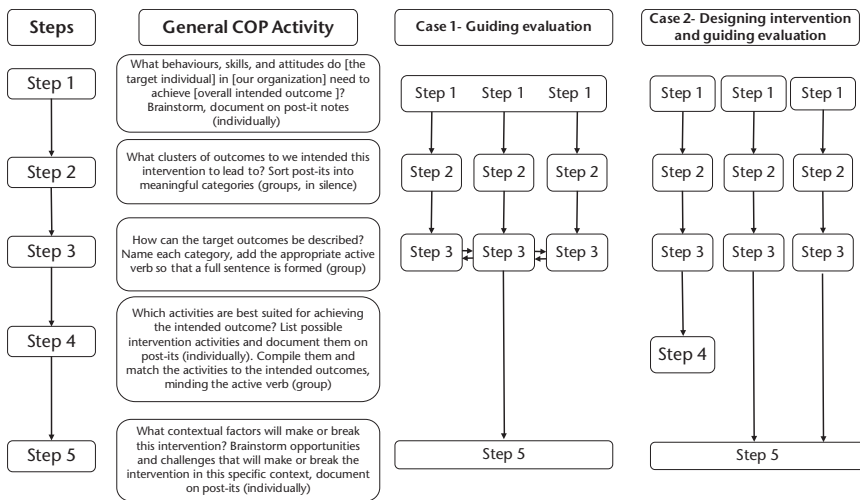 Steps
General COP Activity
Case 1- Guiding evaluation
Case 2- Designing intervention
and guiding evaluation
Step 1
What behaviours, skills, and attitudes do [the
target individual] in [our organization] need to
achieve [overall intended outcome ]?
Brainstorm, document on post-it notes
(individually)
Step 1 Step 1 Step 1
Step 1 Step 1 Step 1
Step 2
What clusters of outcomes to we intended this
intervention to lead to? Sort post-its into
meaningful categories (groups, in silence)
Step 2 Step 2 Step 2
Step 2 Step 2 Step 2
Step 3
How can the target outcomes be described?
Name each category, add the appropriate active
verb so that a full sentence is formed (group)
Step 3 Step 3 Step 3
Step 3 Step 3 Step 3
Step 4
Which activities are best suited for achieving
the intended outcome? List possible
intervention activities and document them on
post-its (individually). Compile them and
match the activities to the intended outcomes,
minding the active verb (group)
Step 4
Step 5
What contextual factors will make or break
this intervention? Brainstorm opportunities
and challenges that will make or break the
intervention in this specific context, document
on post-its (individually)
Step 5
Step 5